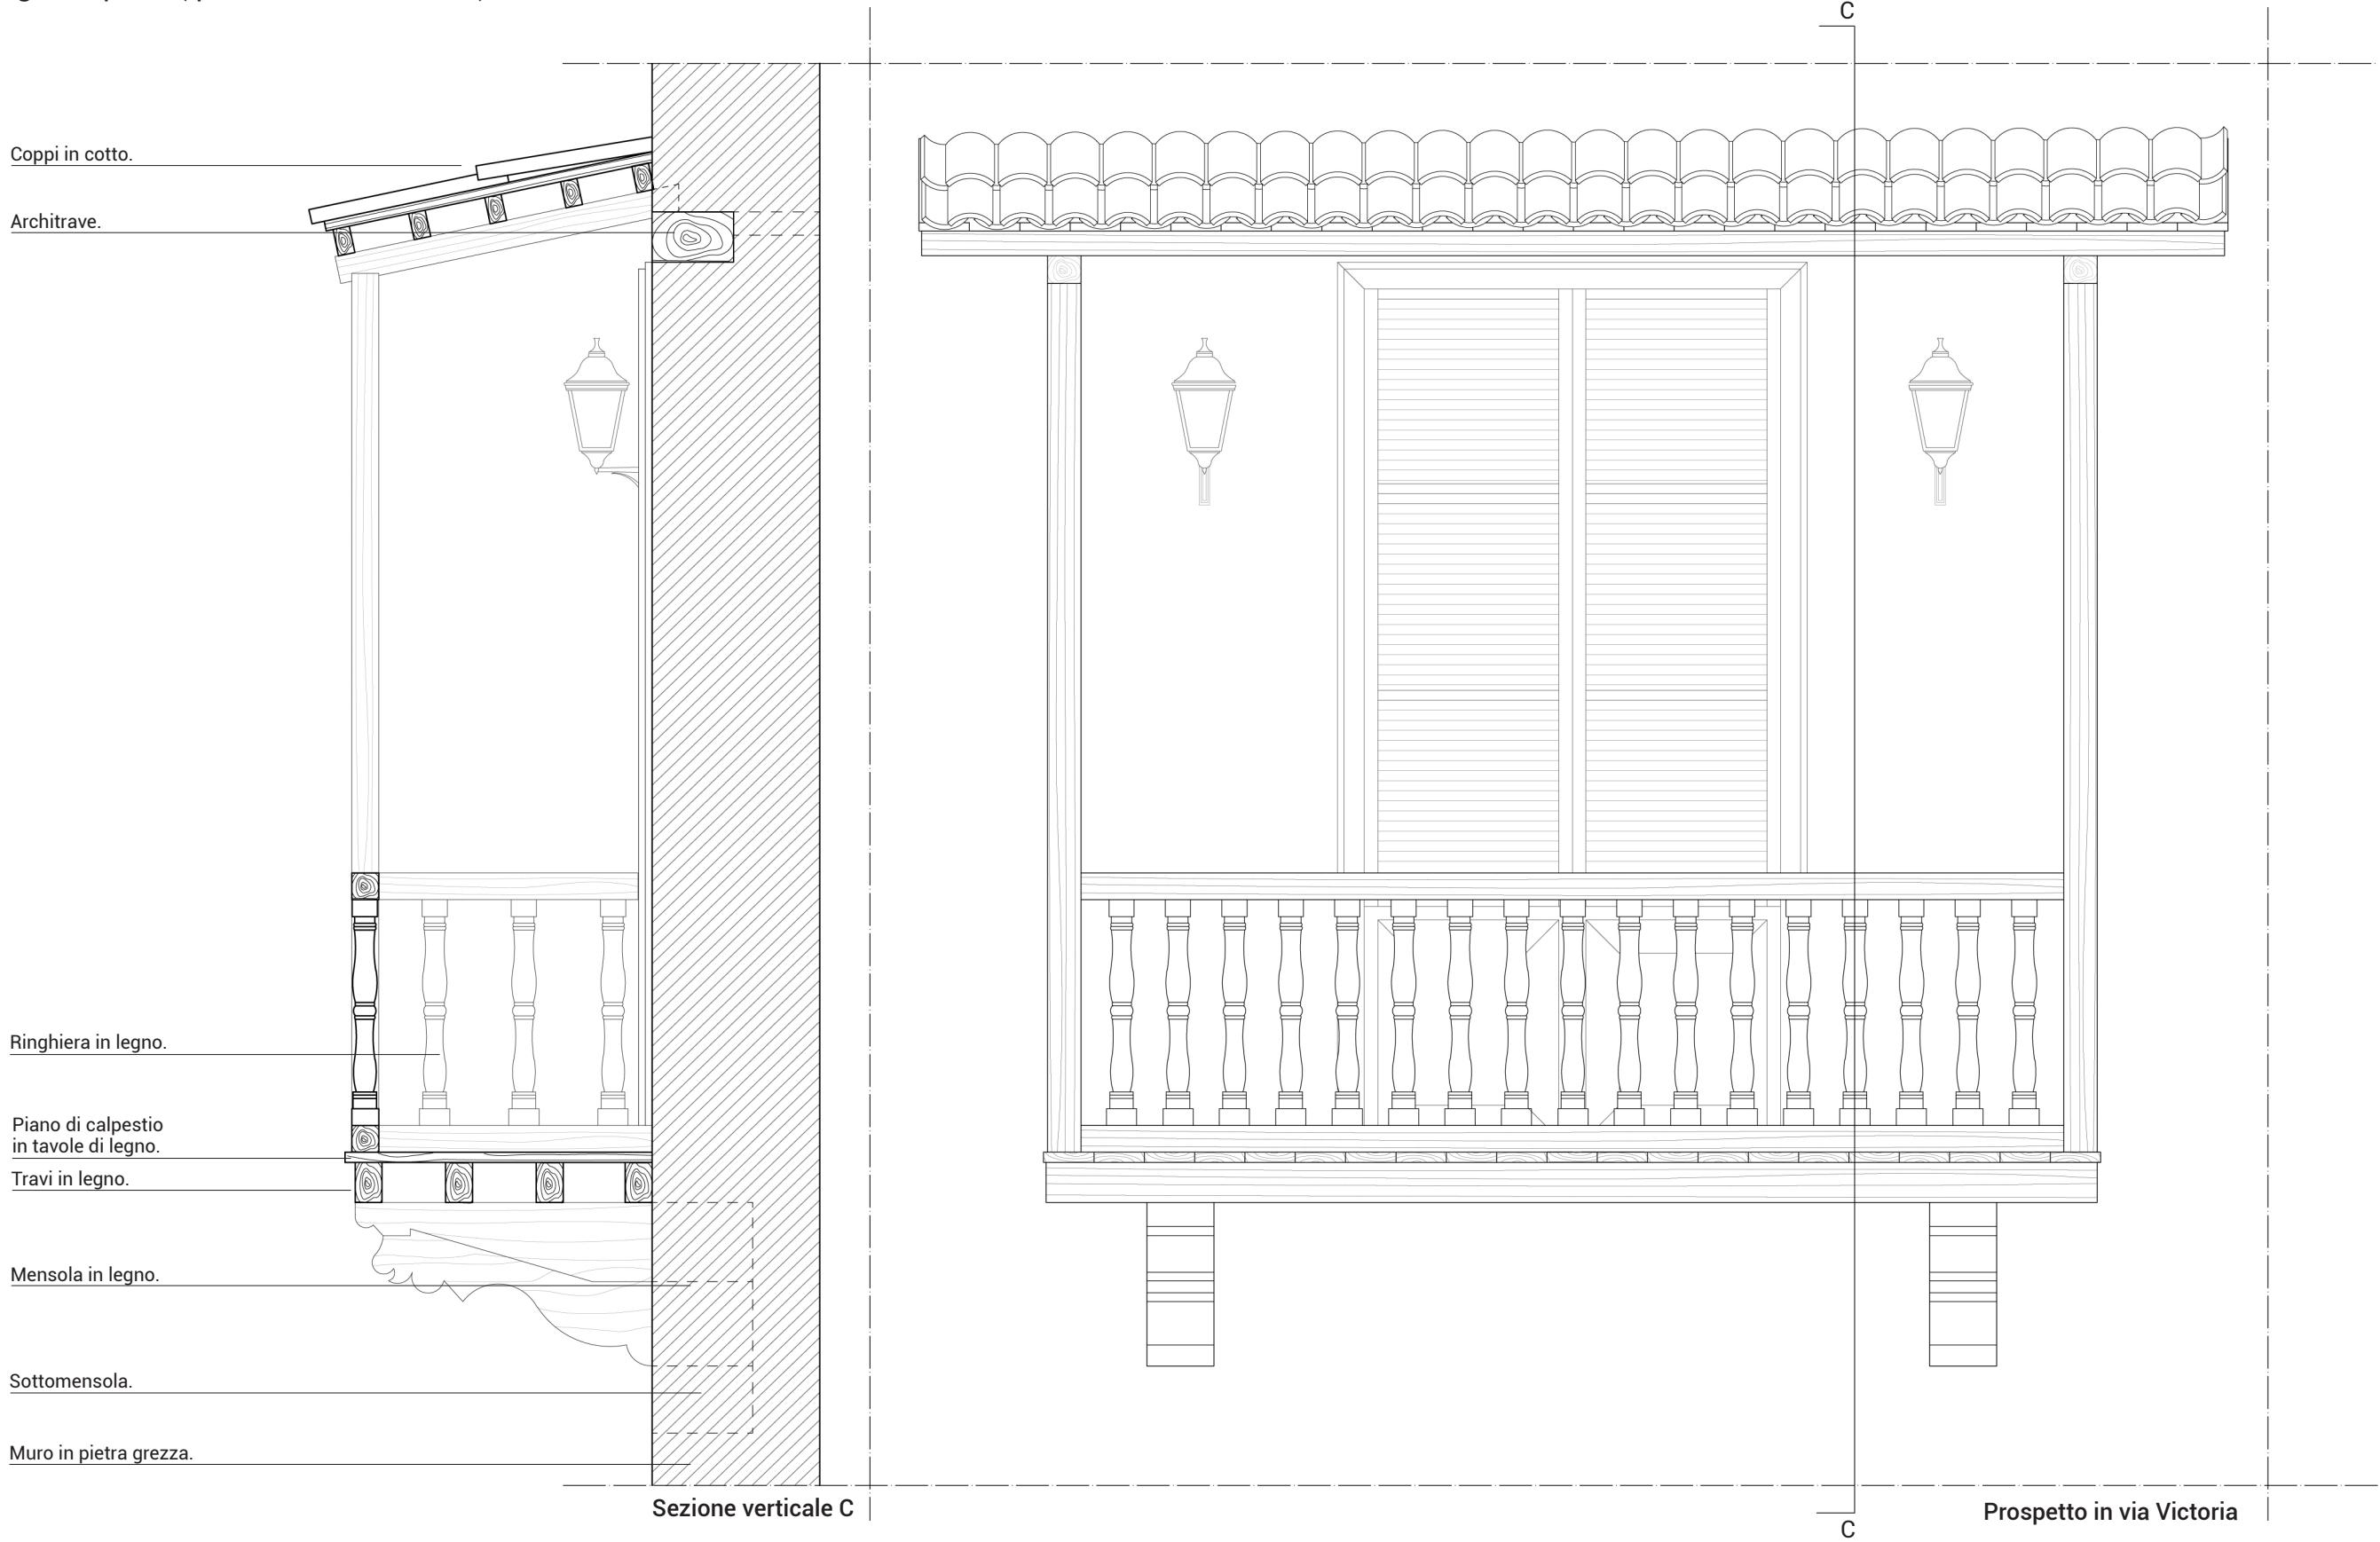 C
Coppi in cotto.
Architrave.
Ringhiera in legno.
Piano di calpestio
in tavole di legno.
Travi in legno.
Mensola in legno.
Sottomensola.
Muro in pietra grezza.
Sezione verticale C
Prospetto in via Victoria
C